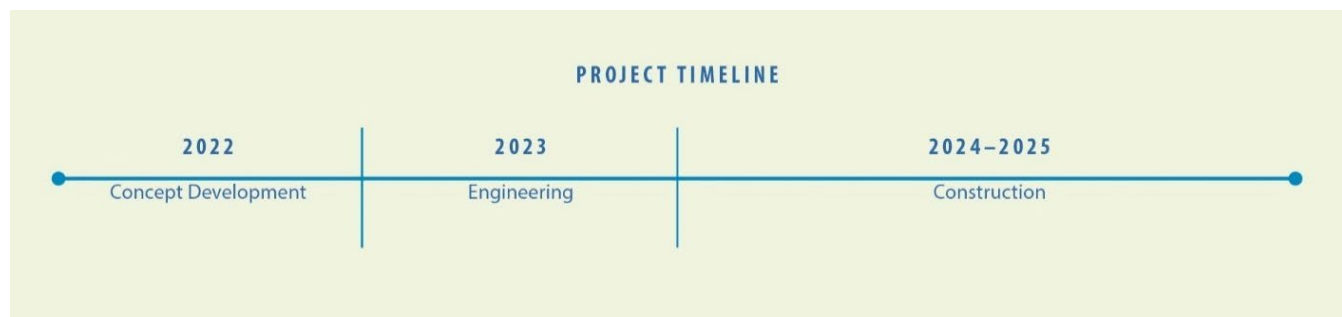 PROJECT TIMELINE
2022
Concept Development
2023
Engineering
2024–2025
Construction